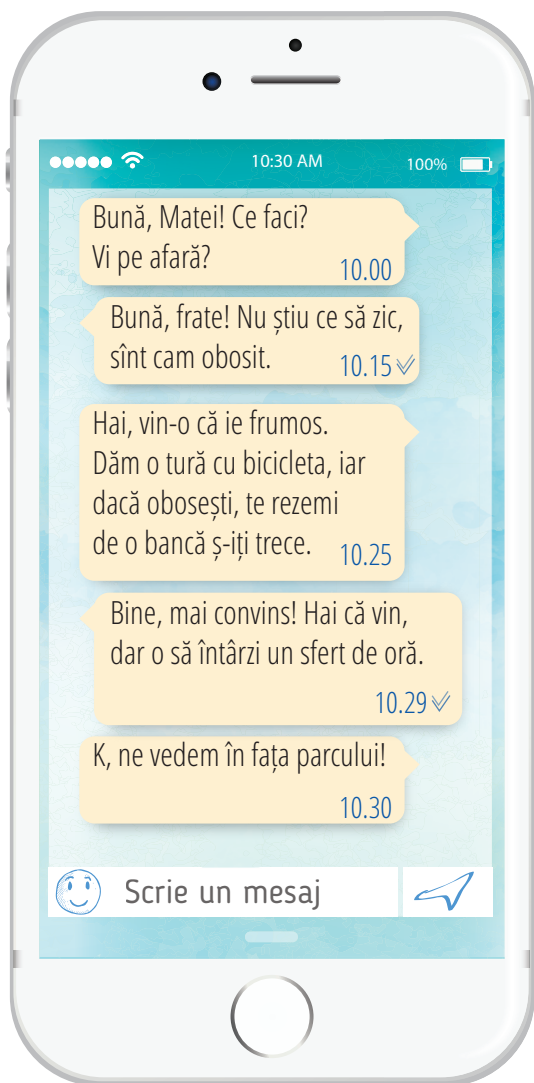 10:30 AM
100%
Bună, Matei! Ce faci?
Vi pe afară?
10.00
Bună, frate! Nu știu ce să zic,
sînt cam obosit.
10.15
Hai, vin-o că ie frumos.
Dăm o tură cu bicicleta, iar
dacă obosești, te rezemi
de o bancă ș-iți trece.
10.25
Bine, mai convins! Hai că vin,
dar o să întârzi un sfert de oră.
10.29
K, ne vedem în fața parcului!
10.30
Scrie un mesaj